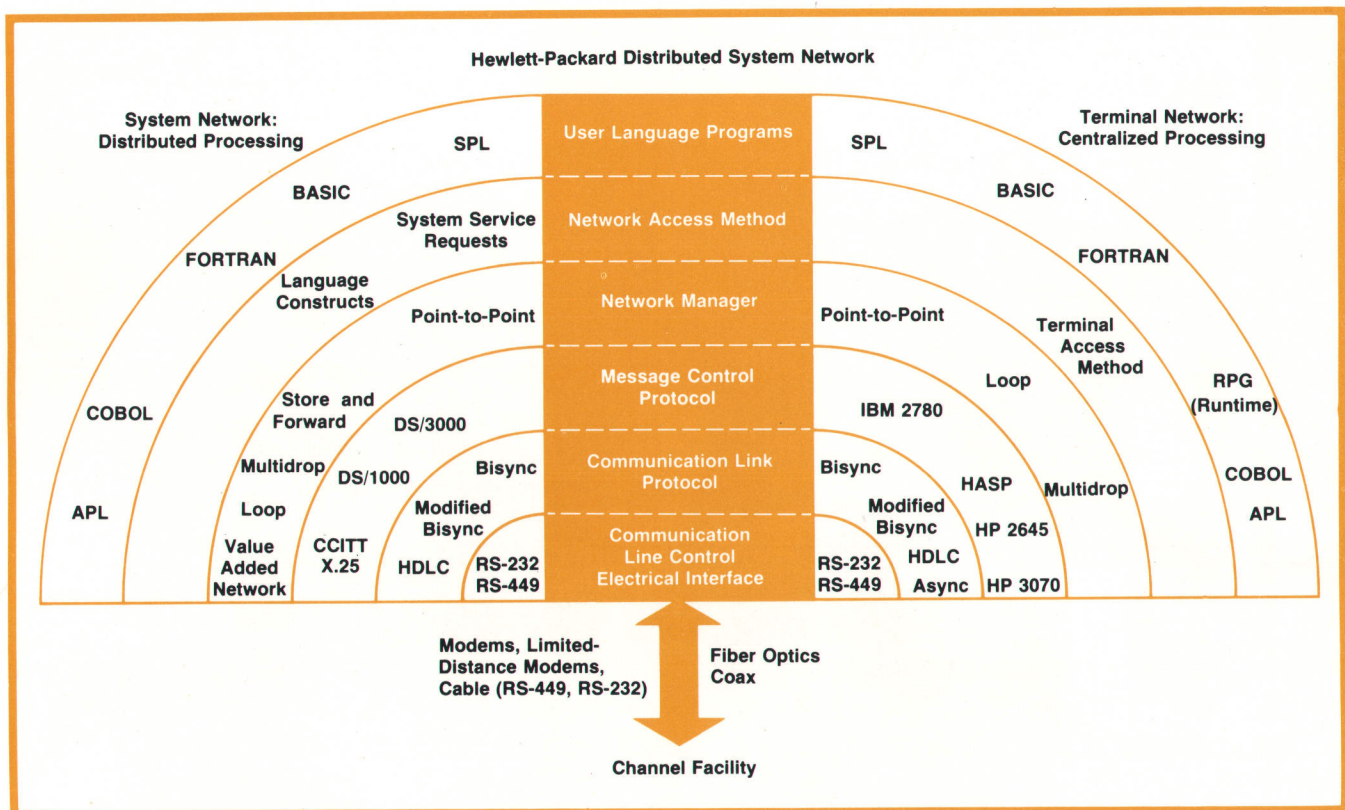 Hewlett-Packard Distributed System Network
System Network:
Distributed Processing
Terminal Network:
Centralized Processing
User Language Programs
Network Access Method
Network Manager
Message Control
Protocol
Communication Link
Protocol
Communication
Line Control
Electrical Interface
SPL
BASIC
FORTRAN
COBOL
APL
System Service
Requests
Language
Constructs
Point-to-Point
Store and
Forward
Multidrop
Loop
Value
Added
Network
DS/3000
DS/1000
CCITT
X.25
Bisync
Modified
Bisync
HDLC
RS-232
RS-449
SPL
BASIC
FORTRAN
RPG
(Runtime)
COBOL
APL
Terminal
Access
Method
Point-to-Point
Loop
Multidrop
IBM 2780
HASP
HP 2645
HP 3070
Bisync
Modified
Bisync
HDLC
Async
RS-232
RS-449
Modems, Limited-
Distance Modems,
Cable (RS-449, RS-232)
Fiber Optics
Coax
Channel Facility